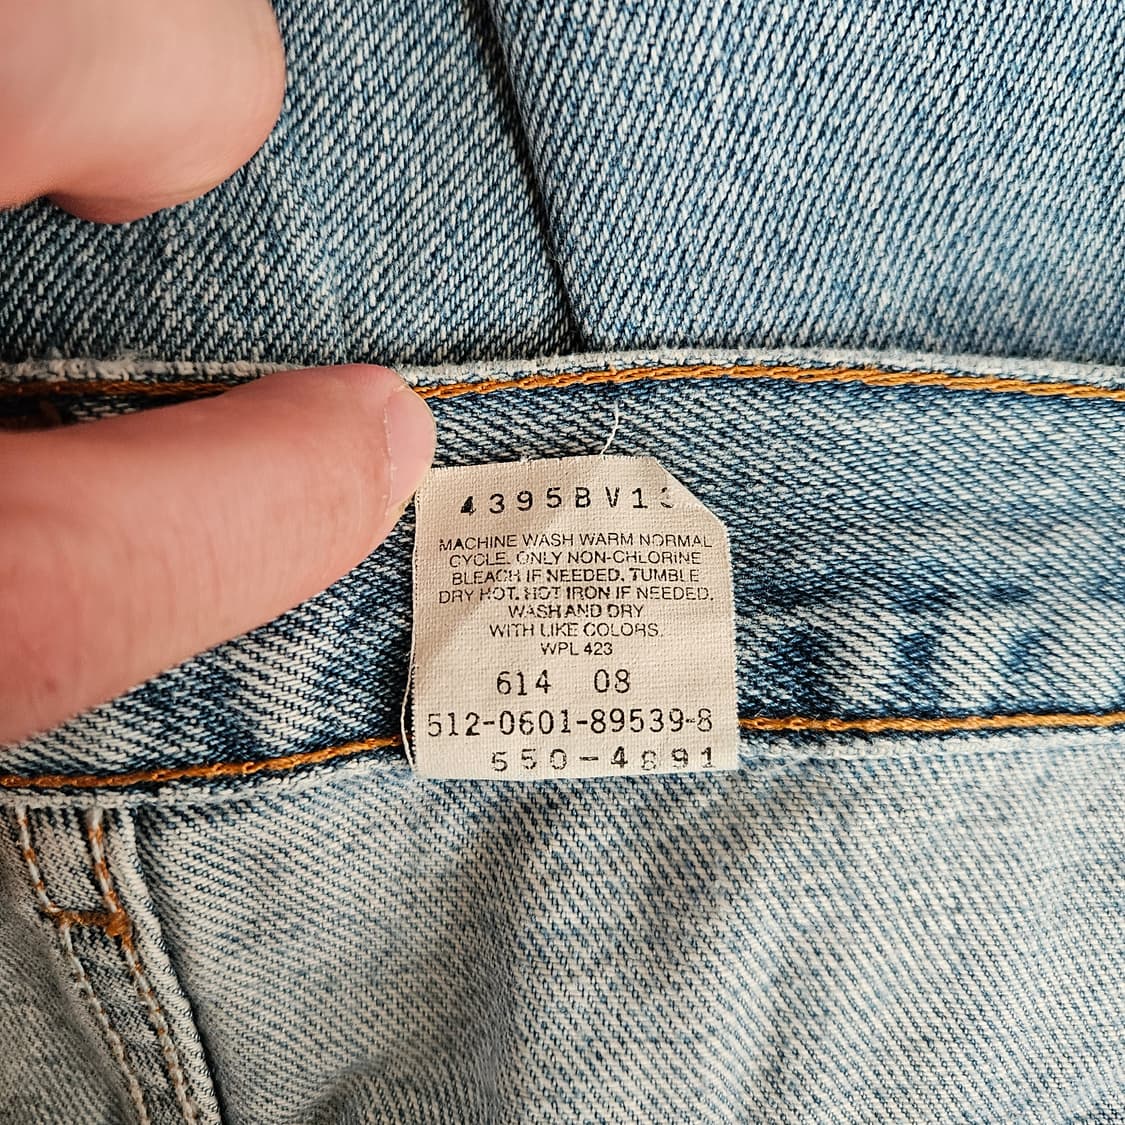 4395BV1
MACHINE WASH WARM NORMAL
CYCLE. ONLY NON-CHLORINE
BLEACH IF NEEDED. TUMBLE
DRY HOT. HOT IRON IF NEEDED.
WASH AND DRY
WITH LIKE COLORS.
WPL 423
614 08
512-0601-89539-8
550-4891